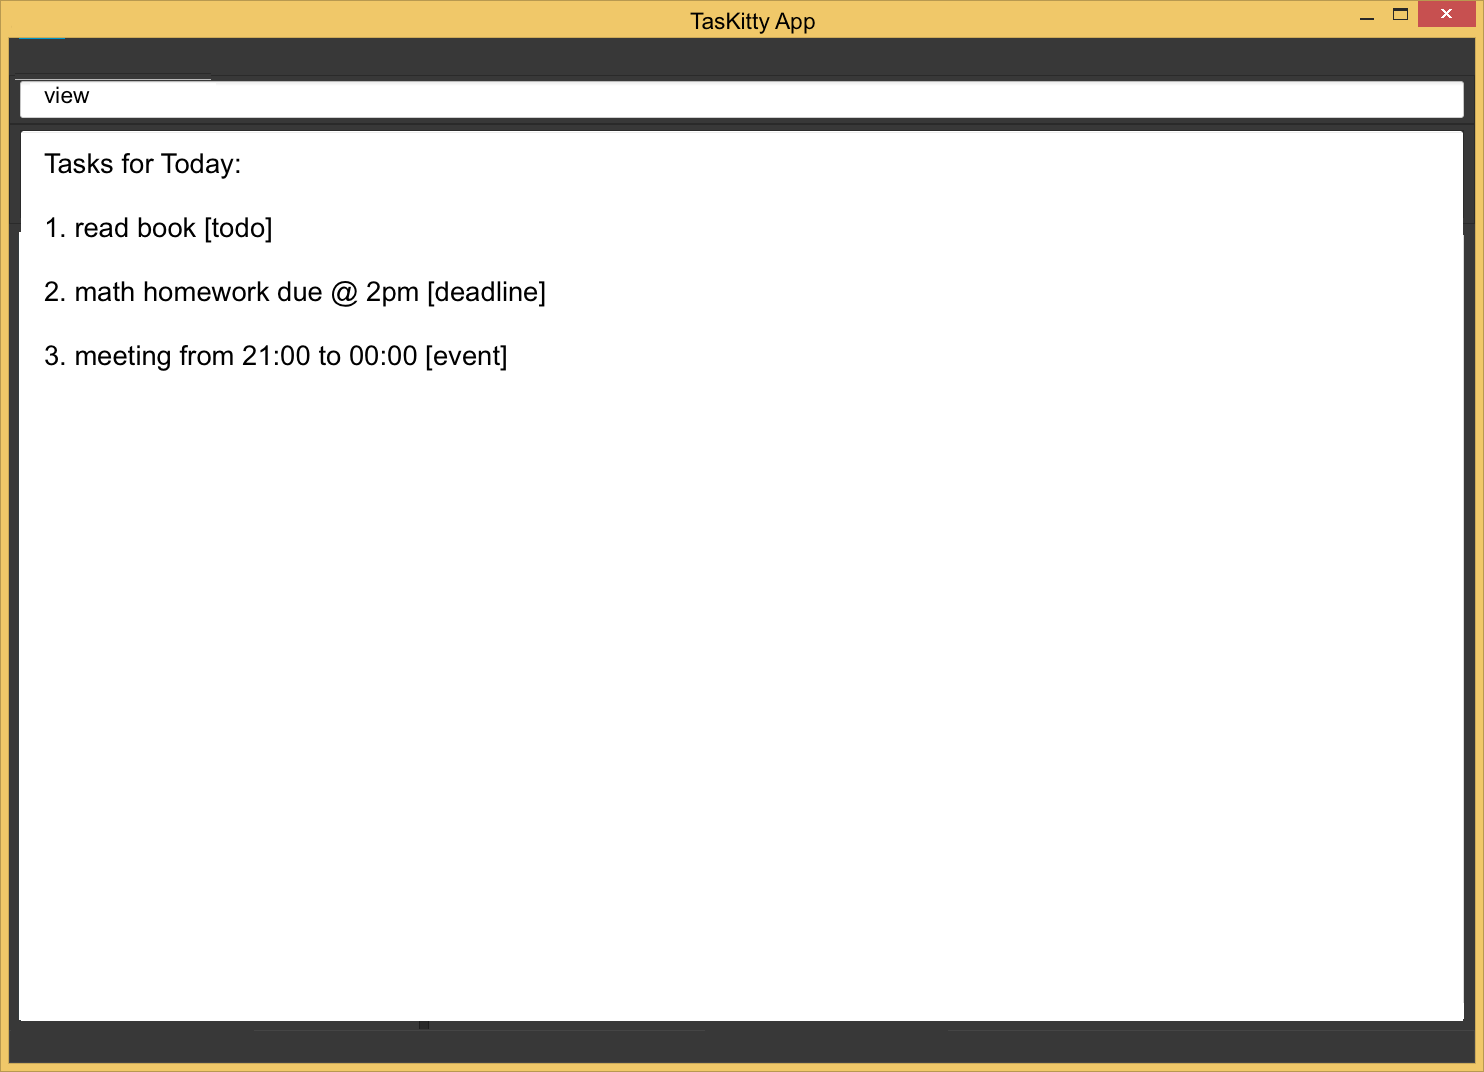 TasKitty App
view
Tasks for Today:
1. read book [todo]
2. math homework due @ 2pm [deadline]
3. meeting from 21:00 to 00:00 [event]